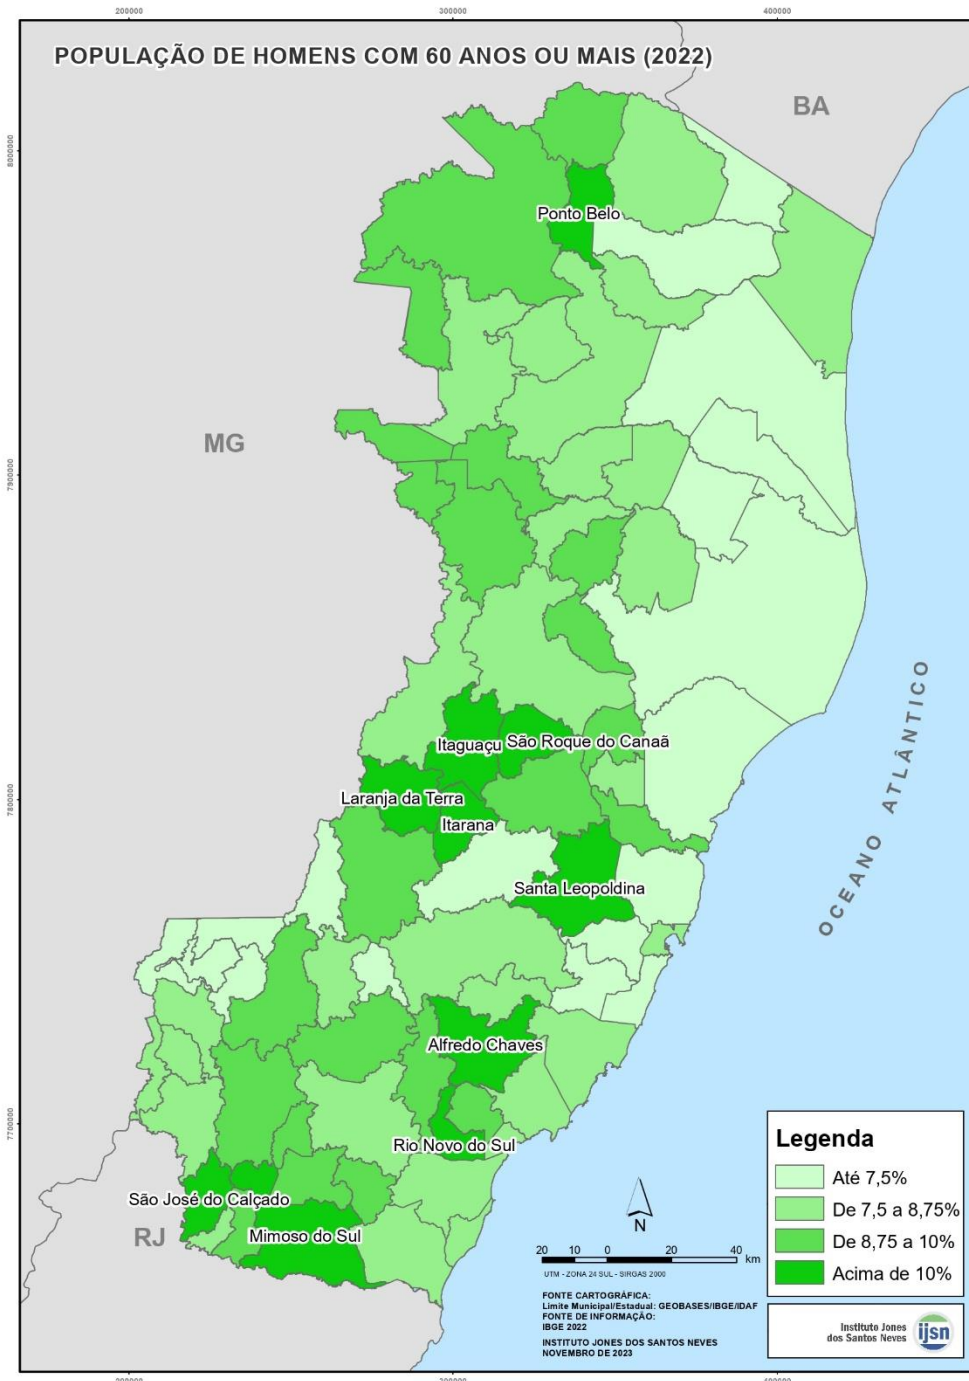 200000 300000 400000
POPULAÇÃO DE HOMENS COM 60 ANOS OU MAIS (2022)
BA
8000000
Ponto Belo
MG
7900000
OCEANO ATLÂNTICO
Itaguaçu
São Roque do Canaã
7800000
Laranja da Terra
Itarana
Santa Leopoldina
Alfredo Chaves
7700000
Rio Novo do Sul
São José do Calçado
RJ
Mimoso do Sul
N
20 10 0 20 40 km
UTM - ZONA 24 SUL - SIRGAS 2000
FONTE CARTOGRÁFICA:
Limite Municipal/Estadual: GEOBASES/IBGE/IDAF
FONTE DE INFORMAÇÃO:
IBGE 2022
INSTITUTO JONES DOS SANTOS NEVES
NOVEMBRO DE 2023
Legenda
Até 7,5%
De 7,5 a 8,75%
De 8,75 a 10%
Acima de 10%
Instituto Jones
dos Santos Neves
ijsn
200000 300000 400000